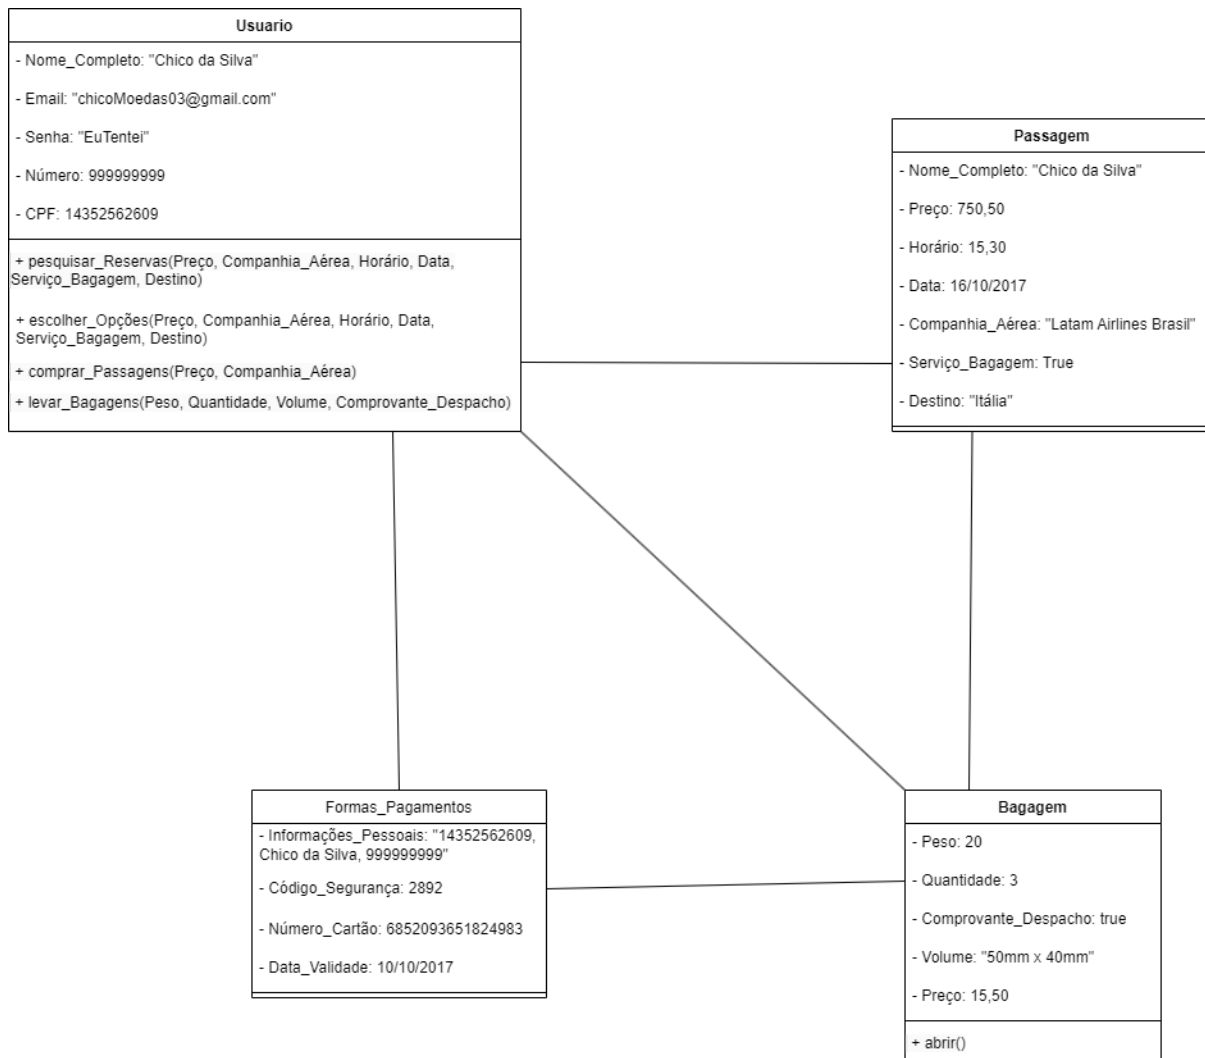 Usuario
- Nome_Completo: "Chico da Silva"
- Email: "chicoMoedas03@gmail.com"
- Senha: "EuTentei"
- Número: 999999999
- CPF: 14352562609
+ pesquisar_Reservas(Preço, Companhia_Aérea, Horário, Data,
Serviço_Bagagem, Destino)
+ escolher_Opções(Preço, Companhia_Aérea, Horário, Data,
Serviço_Bagagem, Destino)
+ comprar_Passagens(Preço, Companhia_Aérea)
+ levar_Bagagens(Peso, Quantidade, Volume, Comprovante_Despacho)
Passagem
- Nome_Completo: "Chico da Silva"
- Preço: 750,50
- Horário: 15,30
- Data: 16/10/2017
- Companhia_Aérea: "Latam Airlines Brasil"
- Serviço_Bagagem: True
- Destino: "Itália"
Formas_Pagamentos
- Informações_Pessoais: "14352562609,
Chico da Silva, 999999999"
- Código_Segurança: 2892
- Número_Cartão: 6852093651824983
- Data_Validade: 10/10/2017
Bagagem
- Peso: 20
- Quantidade: 3
- Comprovante_Despacho: true
- Volume: "50mm x 40mm"
- Preço: 15,50
+ abrir()